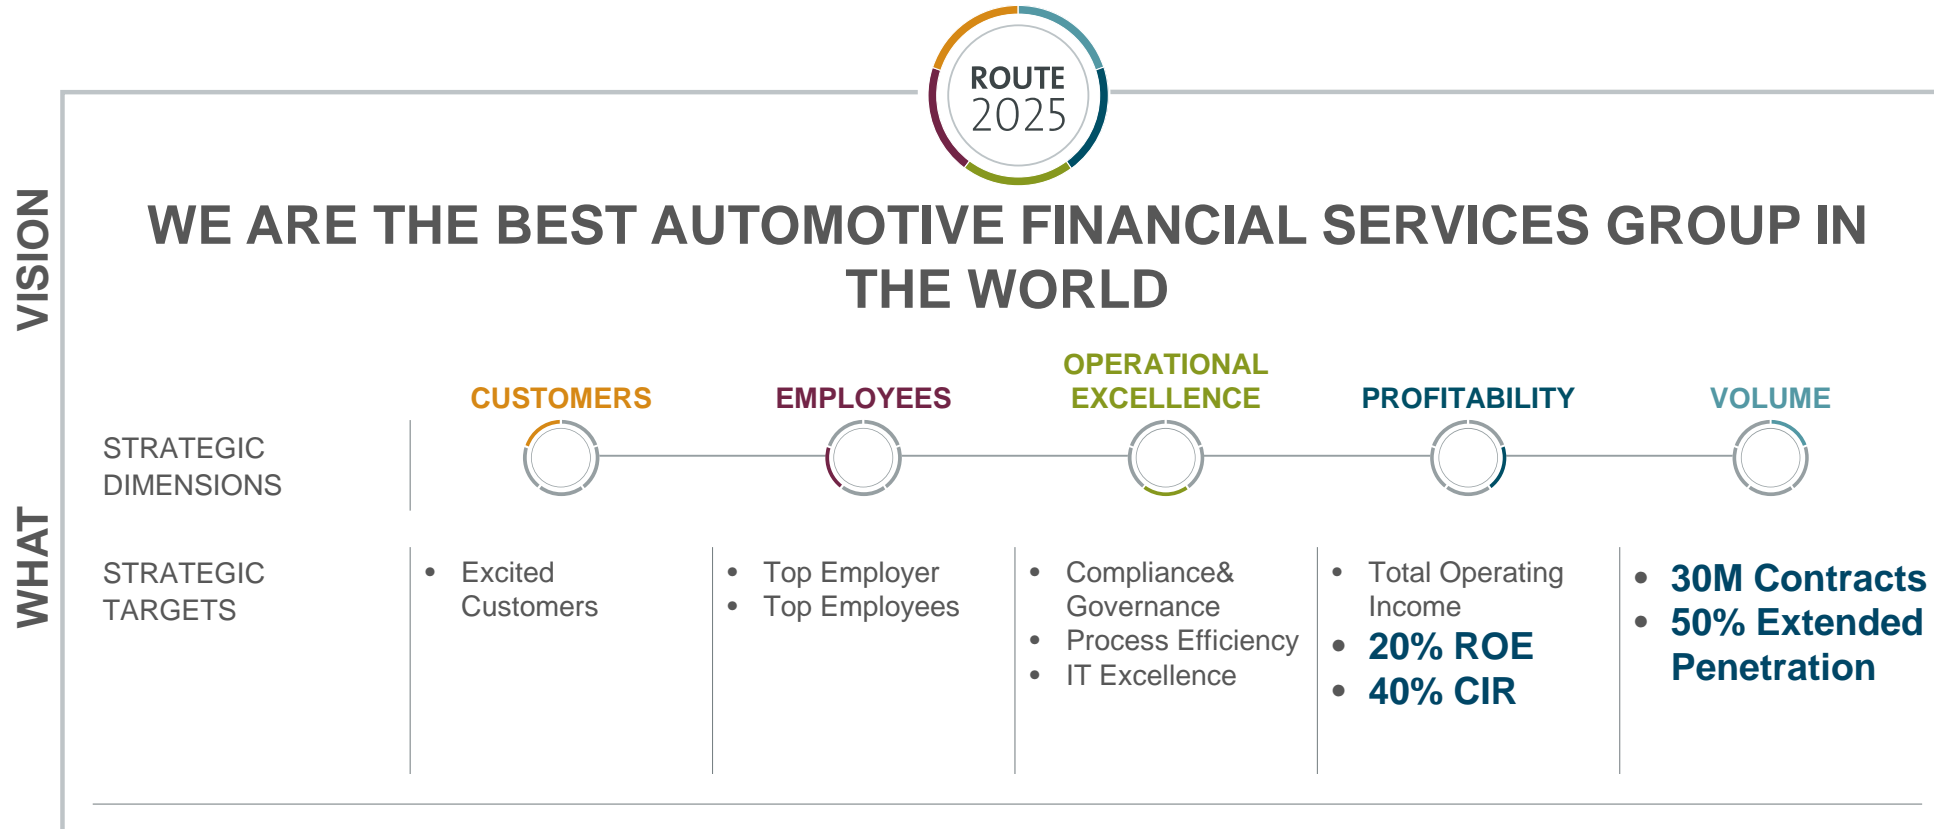 ROUTE
2025
VISION
WE ARE THE BEST AUTOMOTIVE FINANCIAL SERVICES GROUP IN
THE WORLD
WHAT
STRATEGIC
DIMENSIONS
CUSTOMERS
EMPLOYEES
OPERATIONAL
EXCELLENCE
PROFITABILITY
VOLUME
STRATEGIC
TARGETS
• Excited
Customers
• Top Employer
• Top Employees
• Compliance&
Governance
• Process Efficiency
• IT Excellence
• Total Operating
Income
• 20% ROE
• 40% CIR
• 30M Contracts
• 50% Extended
Penetration